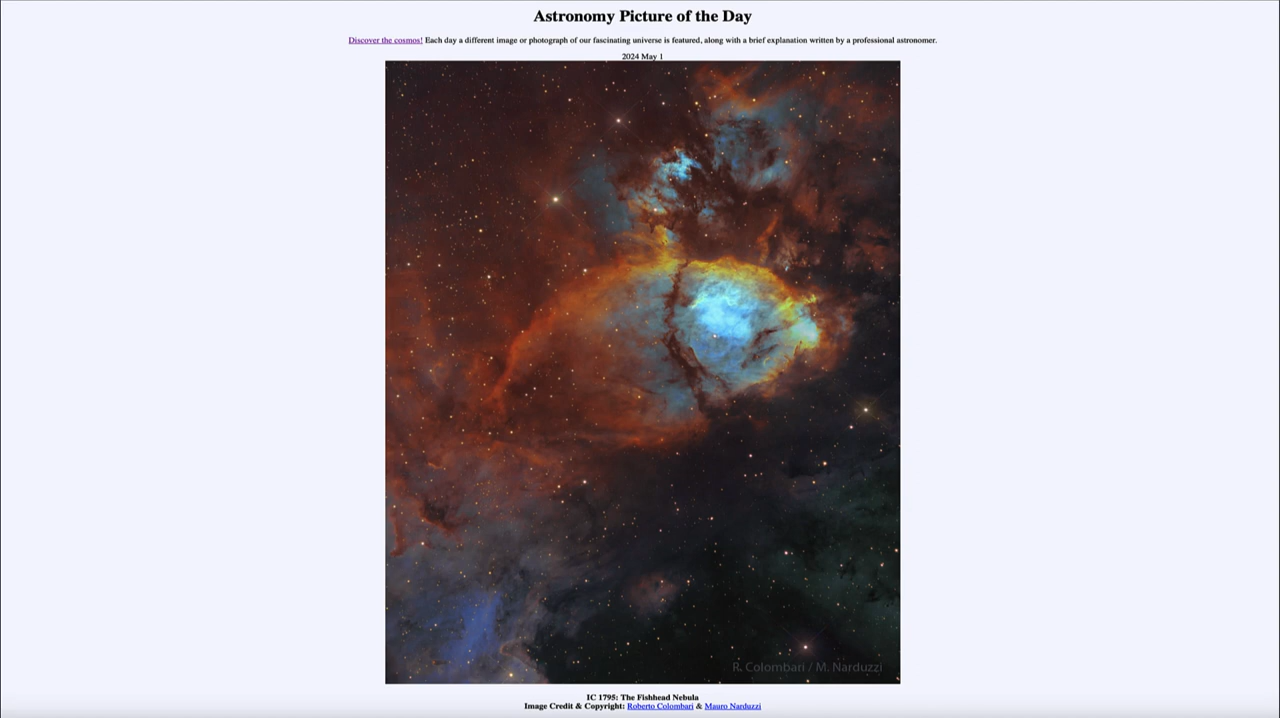 Astronomy Picture of the Day
Discover the cosmos! Each day a different image or photograph of our fascinating universe is featured, along with a brief explanation written by a professional astronomer.
2024 May 1
R. Colombari / M. Narduzzi
IC 1795: The Fishhead Nebula
Image Credit & Copyright: Roberto Colombari & Mauro Narduzzi